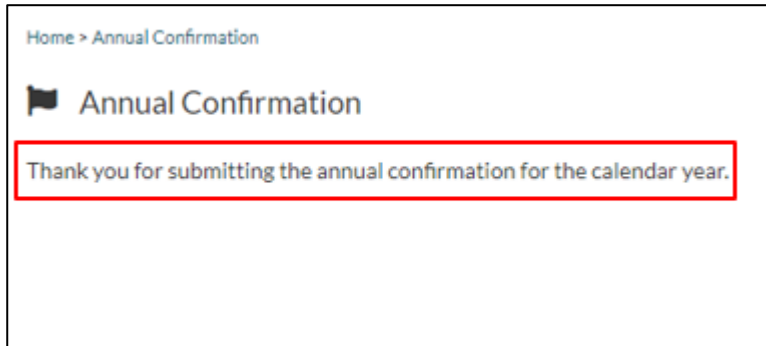 Home > Annual Confirmation
Annual Confirmation
Thank you for submitting the annual confirmation for the calendar year.